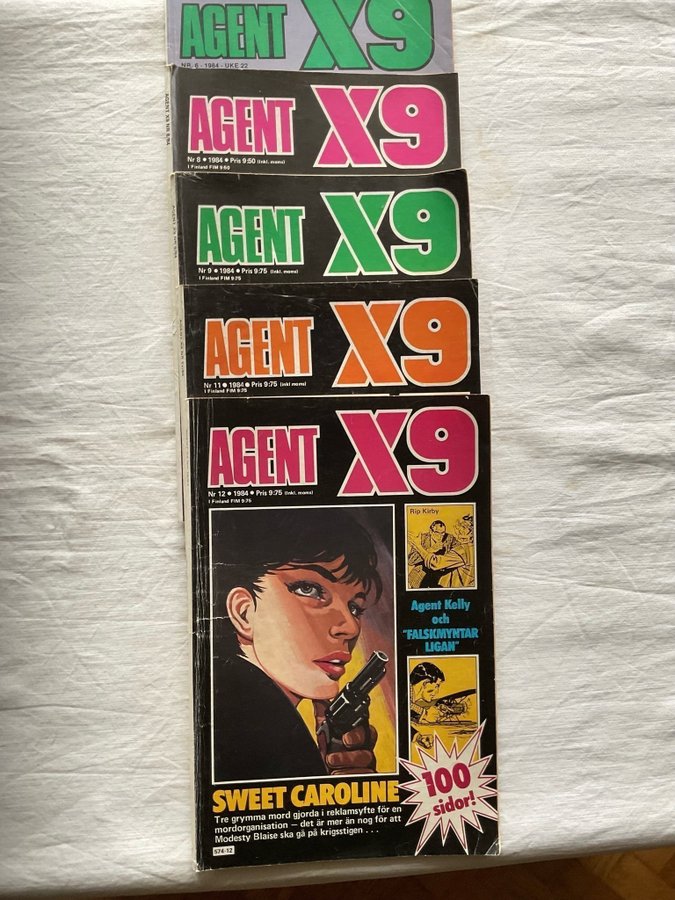 AGENT X9
NR. 6 - 1984 - UKE 22
AGENT X9
Nr 8 • 1984 • Pris 9:50 (inkl. moms)
I Finland FIM 9:50
AGENT X9
Nr 9 • 1984 • Pris 9:75 (inkl. moms)
I Finland FIM 9:75
AGENT X9
Nr 11 • 1984 • Pris 9:75 (inkl moms)
I Finland FIM 9:75
AGENT X9
Nr 12 • 1984 • Pris 9:75 (inkl. moms)
I Finland FIM 9:75
Rip Kirby
Agent Kelly
och
"FALSKMYNTAR
LIGAN"
100
sidor!
SWEET CAROLINE
Tre grymma mord gjorda i reklamsyfte för en
mordorganisation – det är mer än nog för att
Modesty Blaise ska gå på krigsstigen . . .
574-12